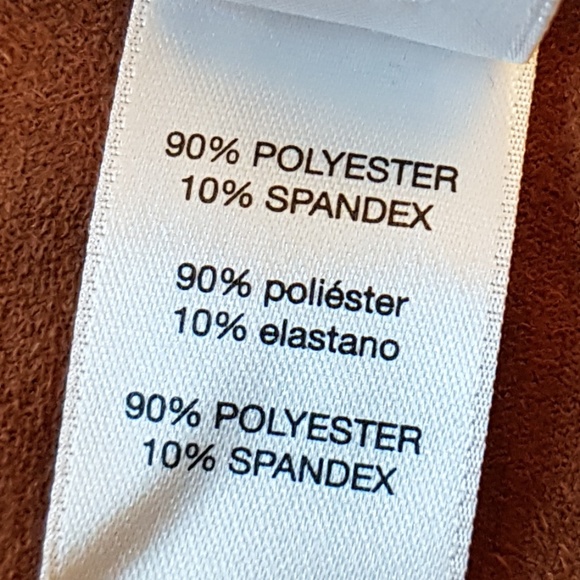 90% POLYESTER
10% SPANDEX
90% poliéster
10% elastano
90% POLYESTER
10% SPANDEX